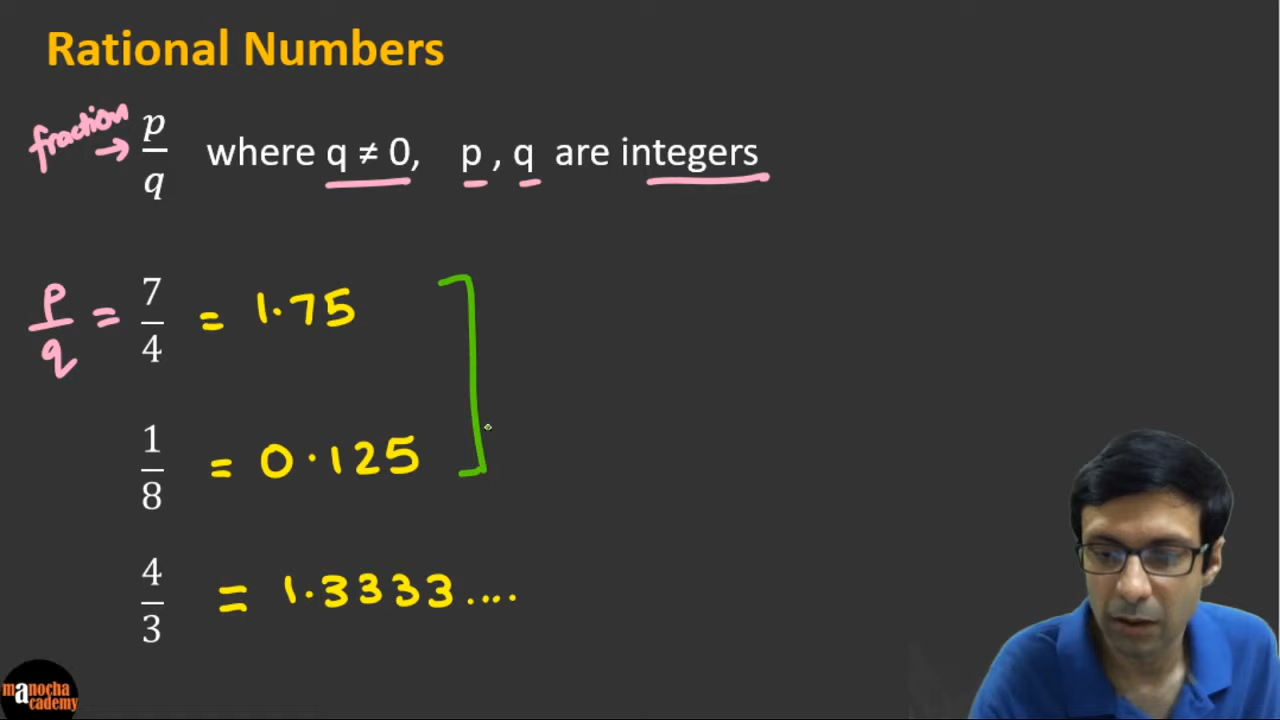 Rational Numbers
fraction → p/q where q ≠ 0, p , q are integers
p/q = 7/4 = 1.75
1/8 = 0.125
4/3 = 1.3333....
manocha
academy